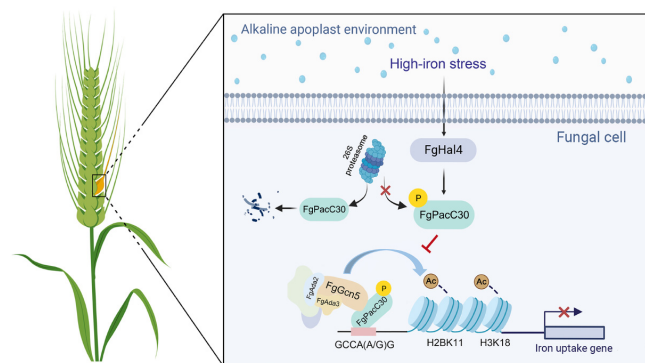 Alkaline apoplast environment
High-iron stress
Fungal cell
26S
proteasome
FgHal4
P
FgPacC30
FgPacC30
FgAda2
FgGcn5
FgAda3
P
FgPacC30
Ac
Ac
GCCA(A/G)G
H2BK11
H3K18
Iron uptake gene